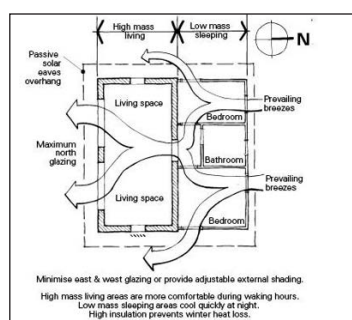 High mass
living
Low mass
sleeping
N
Passive
solar
eaves
overhang
Living space
Prevailing
breezes
Bedroom
Maximum
north
glazing
Bathroom
Prevailing
breezes
Living space
Bedroom
Minimise east & west glazing or provide adjustable external shading.
High mass living areas are more comfortable during waking hours.
Low mass sleeping areas cool quickly at night.
High insulation prevents winter heat loss.